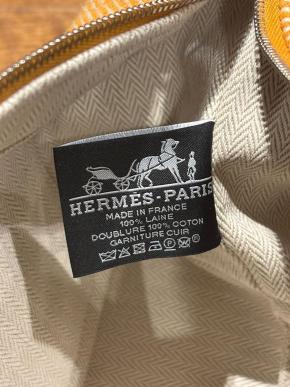 HERMÈS-PARIS
MADE IN FRANCE
100% LAINE
DOUBLURE 100% COTON
GARNITURE CUIR